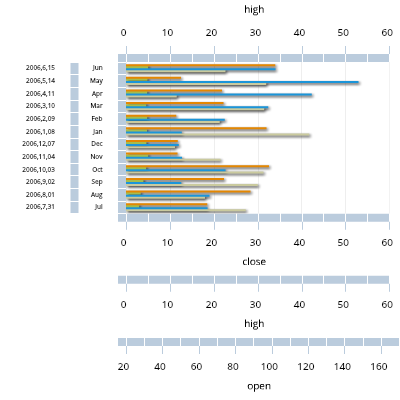 high
0 10 20 30 40 50 60
2006,6,15 Jun
2006,5,14 May
2006,4,11 Apr
2006,3,10 Mar
2006,2,09 Feb
2006,1,08 Jan
2006,12,07 Dec
2006,11,04 Nov
2006,10,03 Oct
2006,9,02 Sep
2006,8,01 Aug
2006,7,31 Jul
0 10 20 30 40 50 60
close
0 10 20 30 40 50 60
high
20 40 60 80 100 120 140 160
open